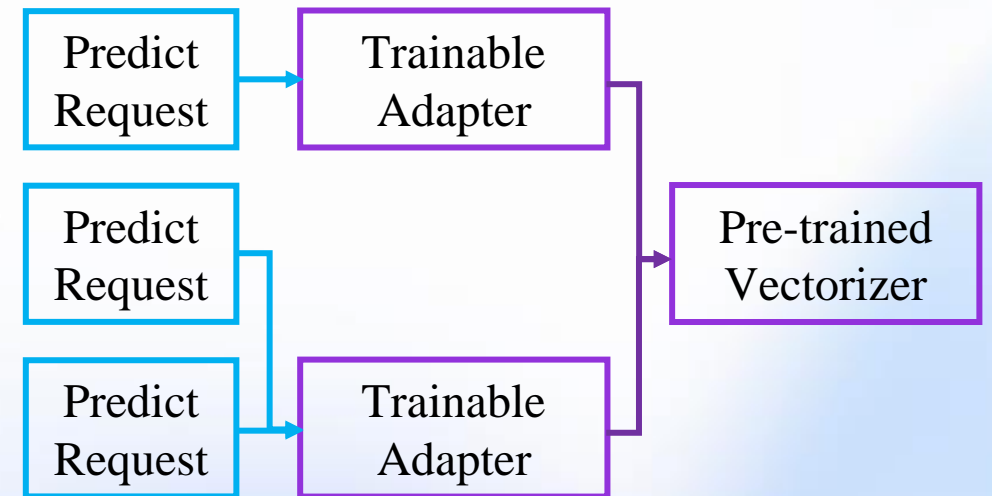 Predict
Request
Trainable
Adapter
Predict
Request
Pre-trained
Vectorizer
Predict
Request
Trainable
Adapter